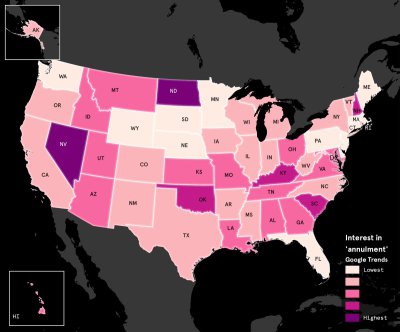 AK
WA
MT
ND
MN
ME
VT
NH
OR
ID
SD
WI
MI
NY
MA
CT
RI
WY
NE
IA
PA
NV
UT
CO
IL
IN
OH
WV
VA
CA
KS
MO
KY
NC
AZ
NM
OK
AR
TN
SC
TX
MS
AL
GA
LA
FL
HI
Interest in
'annulment'
Google Trends
Lowest
Highest